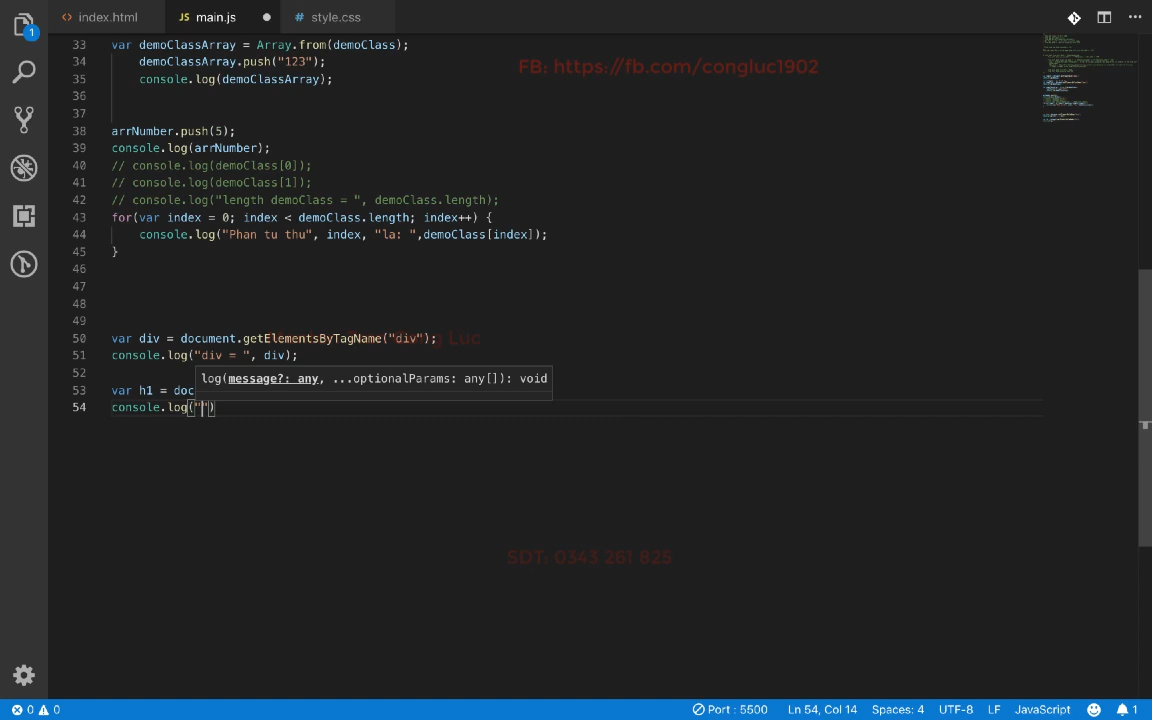 index.html
JS main.js
# style.css
1
33 var demoClassArray = Array.from(demoClass);
34 demoClassArray.push("123");
35 console.log(demoClassArray);
36
37
38 arrNumber.push(5);
39 console.log(arrNumber);
40 // console.log(demoClass[0]);
41 // console.log(demoClass[1]);
42 // console.log("length demoClass = ", demoClass.length);
43 for(var index = 0; index < demoClass.length; index++) {
44 console.log("Phan tu thu", index, "la: ",demoClass[index]);
45 }
46
47
48
49
50 var div = document.getElementsByTagName("div");
51 console.log("div = ", div);
52
log(message?: any, ...optionalParams: any[]): void
53 var h1 = doc
54 console.log("")
FB: https://fb.com/congluc1902
Luc
SDT: 0343 261 825
0 0
Port : 5500 Ln 54, Col 14 Spaces: 4 UTF-8 LF JavaScript 1